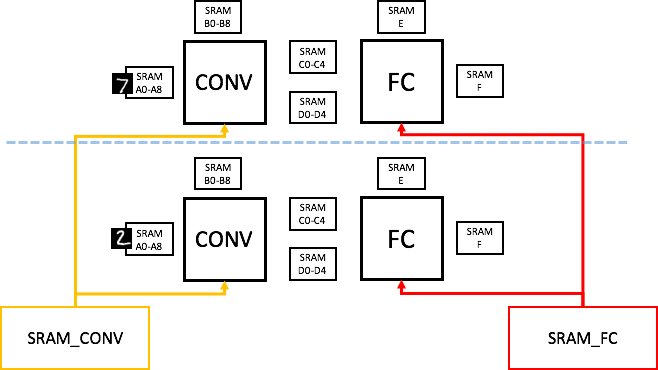 SRAM
B0-B8
SRAM
E
7
SRAM
A0-A8
CONV
SRAM
C0-C4
SRAM
D0-D4
FC
SRAM
F
SRAM
B0-B8
SRAM
E
2
SRAM
A0-A8
CONV
SRAM
C0-C4
SRAM
D0-D4
FC
SRAM
F
SRAM_CONV
SRAM_FC